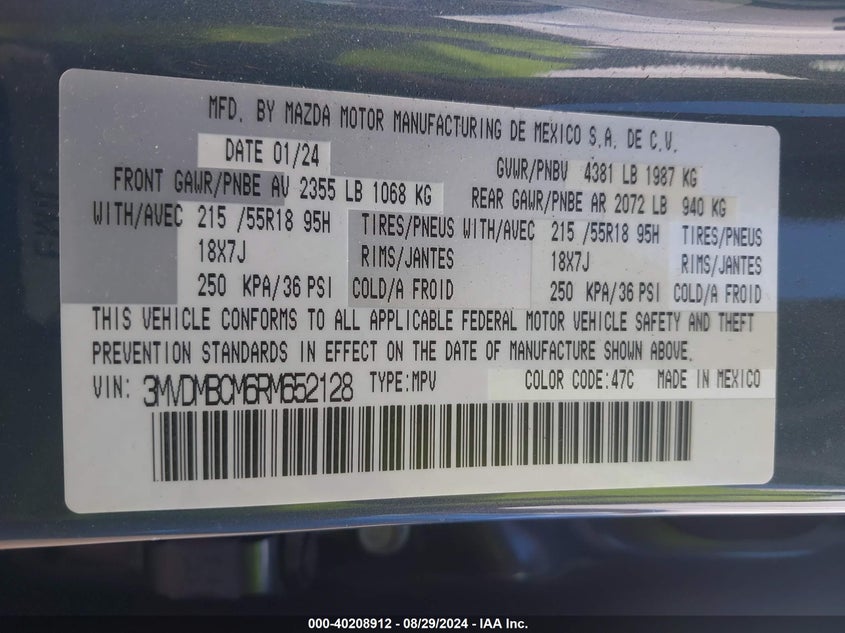 MFD. BY MAZDA MOTOR MANUFACTURING DE MEXICO S.A. DE C.V.
DATE 01/24 GVWR/PNBV 4381 LB 1987 KG
FRONT GAWR/PNBE AV 2355 LB 1068 KG REAR GAWR/PNBE AR 2072 LB 940 KG
WITH/AVEC 215 /55R18 95H TIRES/PNEUS WITH/AVEC 215 /55R18 95H TIRES/PNEUS
18X7J RIMS/JANTES 18X7J RIMS/JANTES
250 KPA/36 PSI COLD/A FROID 250 KPA/36 PSI COLD/A FROID
THIS VEHICLE CONFORMS TO ALL APPLICABLE FEDERAL MOTOR VEHICLE SAFETY AND THEFT
PREVENTION STANDARDS IN EFFECT ON THE DATE OF MANUFACTURE SHOWN ABOVE.
VIN: 3MVDMBCM6RM652128 TYPE:MPV COLOR CODE:47C MADE IN MEXICO
000-40208912 - 08/29/2024 - IAA Inc.